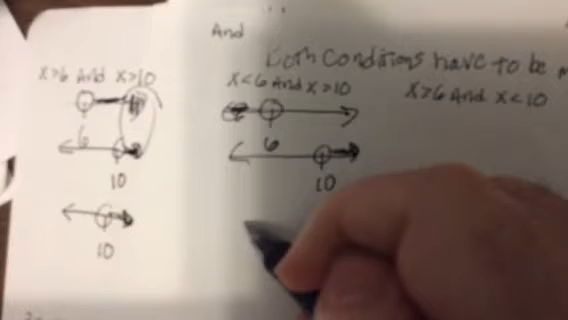 And
Both Conditions have to be
x>6 And x>10
x<6 And x>10
x>6 And x<10
6
10
10
6
10